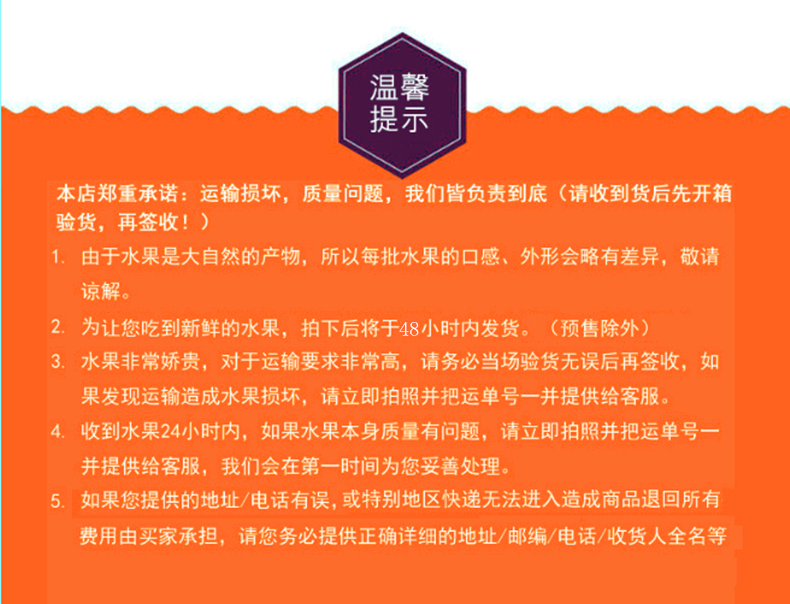 温馨
提示
本店郑重承诺：运输损坏，质量问题，我们皆负责到底（请收到货后先开箱
验货，再签收！）
1. 由于水果是大自然的产物，所以每批水果的口感、外形会略有差异，敬请
谅解。
2. 为让您吃到新鲜的水果，拍下后将于48小时内发货。（预售除外）
3. 水果非常娇贵，对于运输要求非常高，请务必当场验货无误后再签收，如
果发现运输造成水果损坏，请立即拍照并把运单号一并提供给客服。
4. 收到水果24小时内，如果水果本身质量有问题，请立即拍照并把运单号一
并提供给客服，我们会在第一时间为您妥善处理。
5. 如果您提供的地址/电话有误，或特别地区快递无法进入造成商品退回所有
费用由买家承担，请您务必提供正确详细的地址/邮编/电话/收货人全名等